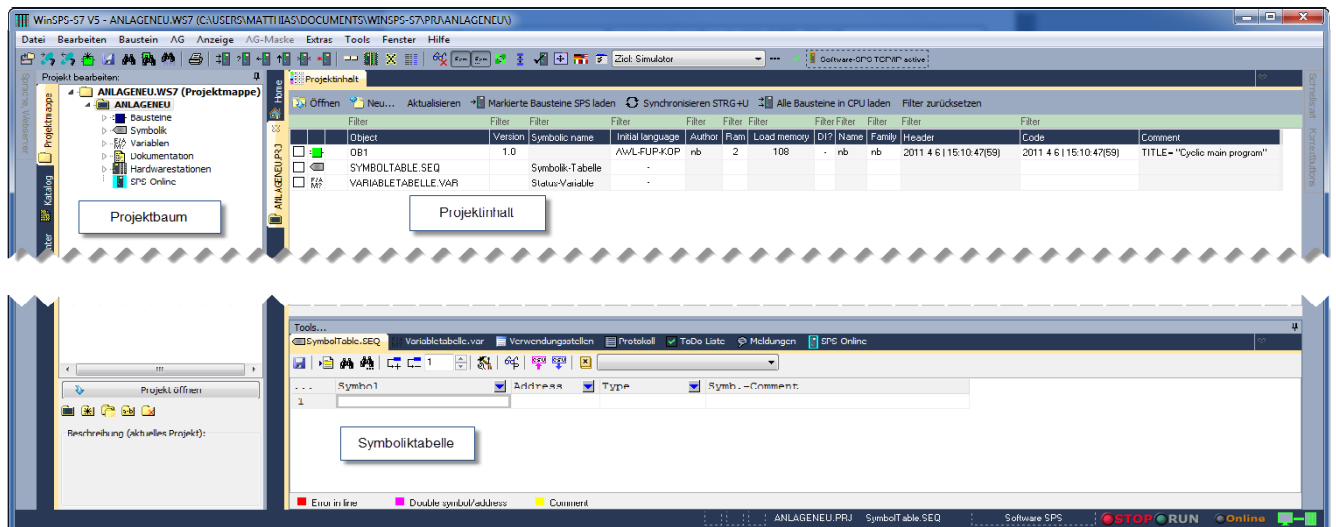 WinSPS-S7 V5 - ANLAGENEU.WS7 (C:\USERS\MATTHIAS\DOCUMENTS\WINSPS-S7\PRJ\ANLAGENEU\)
Datei Bearbeiten Baustein AG Anzeige AG-Maske Extras Tools Fenster Hilfe
Ziel: Simulator
Software-SPS TCP/IP active
Projekt bearbeiten:
Projektinhalt
Sprache, Webserver
Projektmappe
Katalog
Home
ANLAGENEU.PRJ
Schnellstart
Kontextbuttons
ANLAGENEU.WS7 (Projektmappe)
ANLAGENEU
Bausteine
Symbolik
Variablen
Dokumentation
Hardwarestationen
SPS Online
Projektbaum
Öffnen Neu... Aktualisieren Markierte Bausteine SPS laden Synchronisieren STRG+U Alle Bausteine in CPU laden Filter zurücksetzen
Filter Filter Filter Filter Filter Filter Filter Filter Filter Filter Filter Filter
Object Version Symbolic name Initial language Author Ram Load memory DI? Name Family Header Code Comment
OB1 1.0 AWL-FUP-KOP nb 2 108 - nb nb 2011 4 6 | 15:10:47(59) 2011 4 6 | 15:10:47(59) TITLE= "Cyclic main program"
SYMBOLTABLE.SEQ Symbolik-Tabelle -
VARIABLETABELLE.VAR Status-Variable -
Projektinhalt
Projekt öffnen
Beschreibung (aktuelles Projekt):
Tools...
SymbolTable.SEQ Variabletabelle.var Verwendungsstellen Protokoll ToDo Liste Meldungen SPS Online
1
... Symbol Address Type Symb.-Comment
1
Symboliktabelle
Error in line Double symbol/address Comment
ANLAGENEU.PRJ SymbolTable.SEQ Software SPS STOP RUN Online